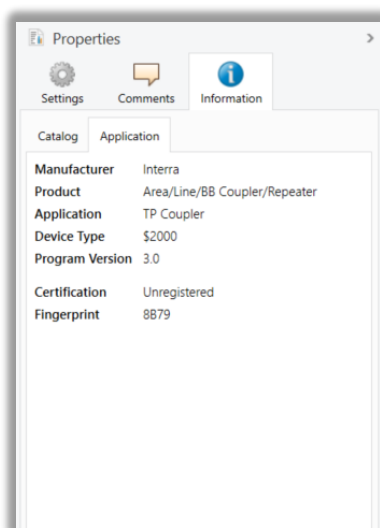 Properties
Settings Comments Information
Catalog Application
Manufacturer Interra
Product Area/Line/BB Coupler/Repeater
Application TP Coupler
Device Type $2000
Program Version 3.0
Certification Unregistered
Fingerprint 8B79